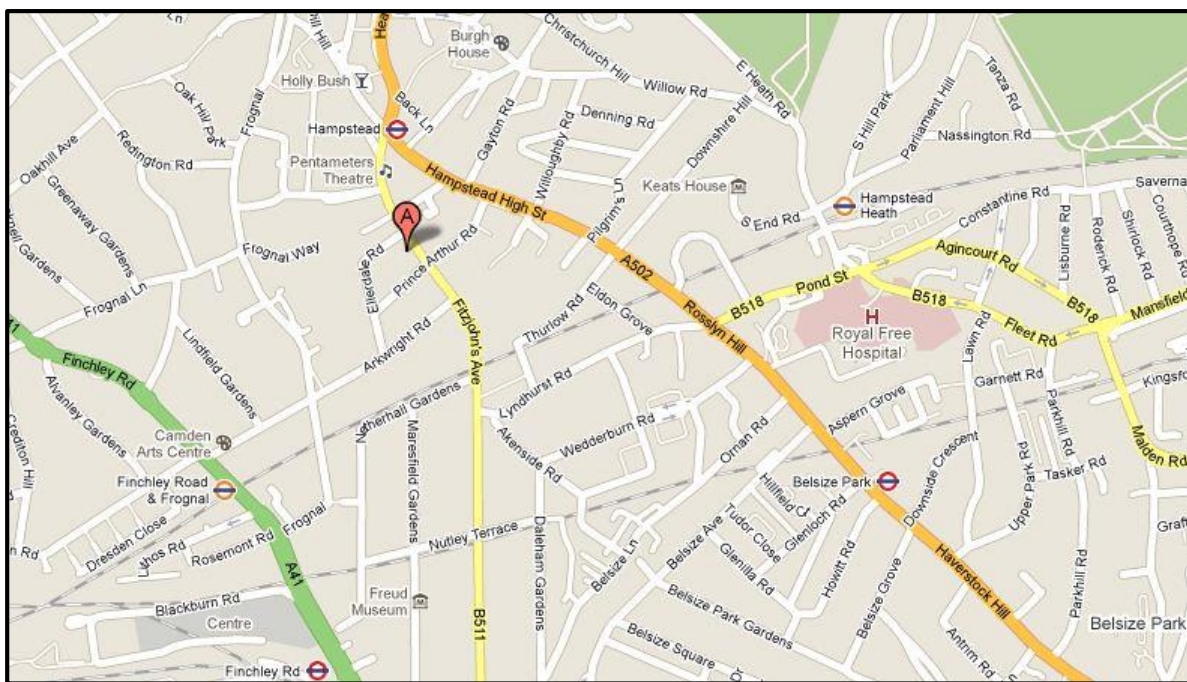 Hea
Ln
Burgh
House
Christchurch Hill
Holly Bush
Hill
Back Ln
Willow Rd
E Heath Rd
S Hill Park
Parliament Hill
Tanza Rd
Oak Hill Park
Frognal
Hampstead
Gayton Rd
Denning Rd
Downshire Hill
Nassington Rd
Oakhill Ave
Redington Rd
Pentameters
Theatre
Willoughby Rd
Greenaway Gardens
Hampstead High St
Pilgrim's Ln
Keats House
S End Rd
Hampstead
Heath
Constantine Rd
Saverna
Lisburne Rd
Roderick Rd
Shirlock Rd
Courthope Rd
A
Frognal Way
Ellerdale Rd
Prince Arthur Rd
A502
Agincourt Rd
Frognal Ln
Fitzjohn's Ave
Thurlow Rd
Eldon Grove
Rosslyn Hill
B518
Pond St
B518
B518
Mansfield
H
Royal Free
Hospital
Fleet Rd
Lawn Rd
Finchley Rd
Lindfield Gardens
Arkwright Rd
Netherhall Gardens
Lyndhurst Rd
Garnett Rd
Kingsf
Alvanley Gardens
Crediton Hill
Camden
Arts Centre
Maresfield Gardens
Akenside Rd
Wedderburn Rd
Ornan Rd
Aspern Grove
Parkhill Rd
Malden Rd
Finchley Road
& Frognal
Belsize Park
Hillfield Ct
Downside Crescent
Upper Park Rd
Tasker Rd
Dresden Close
Frognal
Rosemont Rd
Nutley Terrace
Daleham Gardens
Belsize Ln
Belsize Ave
Tudor Close
Glenloch Rd
Glenilla Rd
Howitt Rd
Belsize Grove
Haverstock Hill
Parkhill Rd
Graft
A41
Blackburn Rd
Centre
Freud
Museum
B511
Belsize Park Gardens
Belsize Square
Belsize Park
Finchley Rd